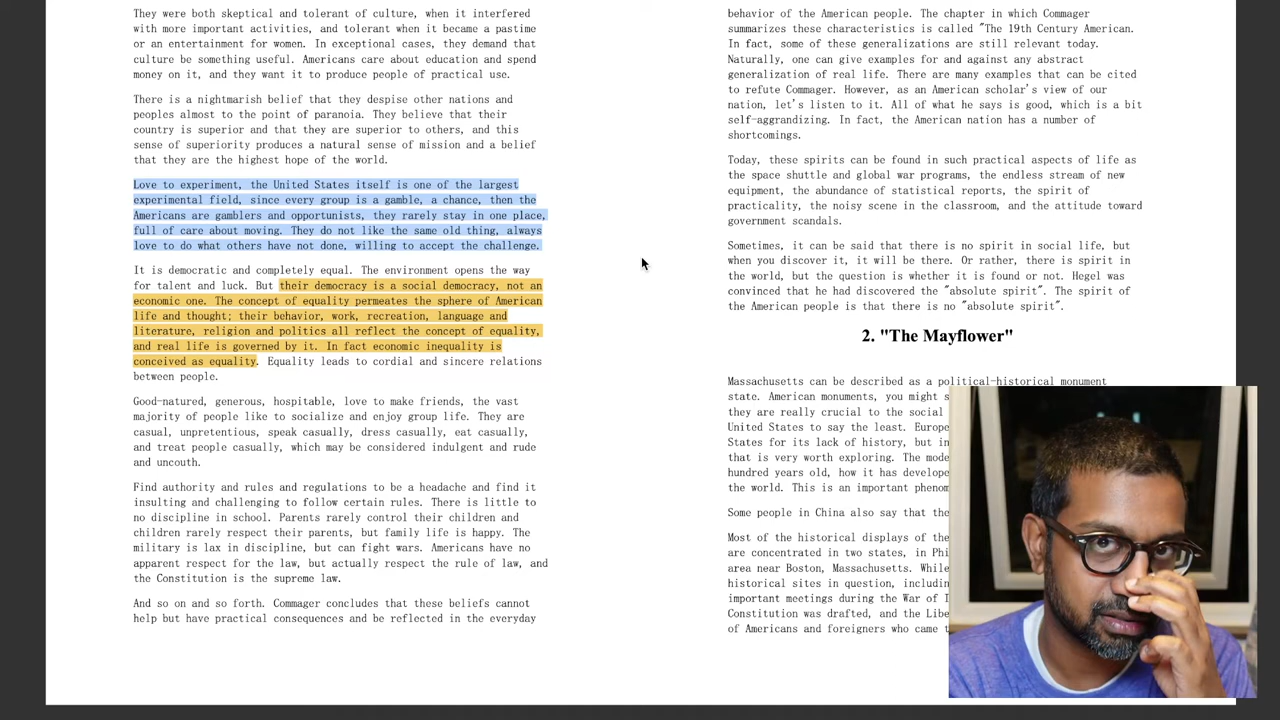 They were both skeptical and tolerant of culture, when it interfered
with more important activities, and tolerant when it became a pastime
or an entertainment for women. In exceptional cases, they demand that
culture be something useful. Americans care about education and spend
money on it, and they want it to produce people of practical use.
There is a nightmarish belief that they despise other nations and
peoples almost to the point of paranoia. They believe that their
country is superior and that they are superior to others, and this
sense of superiority produces a natural sense of mission and a belief
that they are the highest hope of the world.
Love to experiment, the United States itself is one of the largest
experimental field, since every group is a gamble, a chance, then the
Americans are gamblers and opportunists, they rarely stay in one place,
full of care about moving. They do not like the same old thing, always
love to do what others have not done, willing to accept the challenge.
It is democratic and completely equal. The environment opens the way
for talent and luck. But their democracy is a social democracy, not an
economic one. The concept of equality permeates the sphere of American
life and thought; their behavior, work, recreation, language and
literature, religion and politics all reflect the concept of equality,
and real life is governed by it. In fact economic inequality is
conceived as equality. Equality leads to cordial and sincere relations
between people.
Good-natured, generous, hospitable, love to make friends, the vast
majority of people like to socialize and enjoy group life. They are
casual, unpretentious, speak casually, dress casually, eat casually,
and treat people casually, which may be considered indulgent and rude
and uncouth.
Find authority and rules and regulations to be a headache and find it
insulting and challenging to follow certain rules. There is little to
no discipline in school. Parents rarely control their children and
children rarely respect their parents, but family life is happy. The
military is lax in discipline, but can fight wars. Americans have no
apparent respect for the law, but actually respect the rule of law, and
the Constitution is the supreme law.
And so on and so forth. Commager concludes that these beliefs cannot
help but have practical consequences and be reflected in the everyday
behavior of the American people. The chapter in which Commager
summarizes these characteristics is called "The 19th Century American.
In fact, some of these generalizations are still relevant today.
Naturally, one can give examples for and against any abstract
generalization of real life. There are many examples that can be cited
to refute Commager. However, as an American scholar's view of our
nation, let's listen to it. All of what he says is good, which is a bit
self-aggrandizing. In fact, the American nation has a number of
shortcomings.
Today, these spirits can be found in such practical aspects of life as
the space shuttle and global war programs, the endless stream of new
equipment, the abundance of statistical reports, the spirit of
practicality, the noisy scene in the classroom, and the attitude toward
government scandals.
Sometimes, it can be said that there is no spirit in social life, but
when you discover it, it will be there. Or rather, there is spirit in
the world, but the question is whether it is found or not. Hegel was
convinced that he had discovered the "absolute spirit". The spirit of
the American people is that there is no "absolute spirit".
2. "The Mayflower"
Massachusetts can be described as a political-historical monument
state. American monuments, you might s
they are really crucial to the social
United States to say the least. Europe
States for its lack of history, but in
that is very worth exploring. The mode
hundred years old, how it has develope
the world. This is an important phenom
Some people in China also say that the
Most of the historical displays of the
are concentrated in two states, in Phi
area near Boston, Massachusetts. While
historical sites in question, includin
important meetings during the War of I
Constitution was drafted, and the Libe
of Americans and foreigners who came t